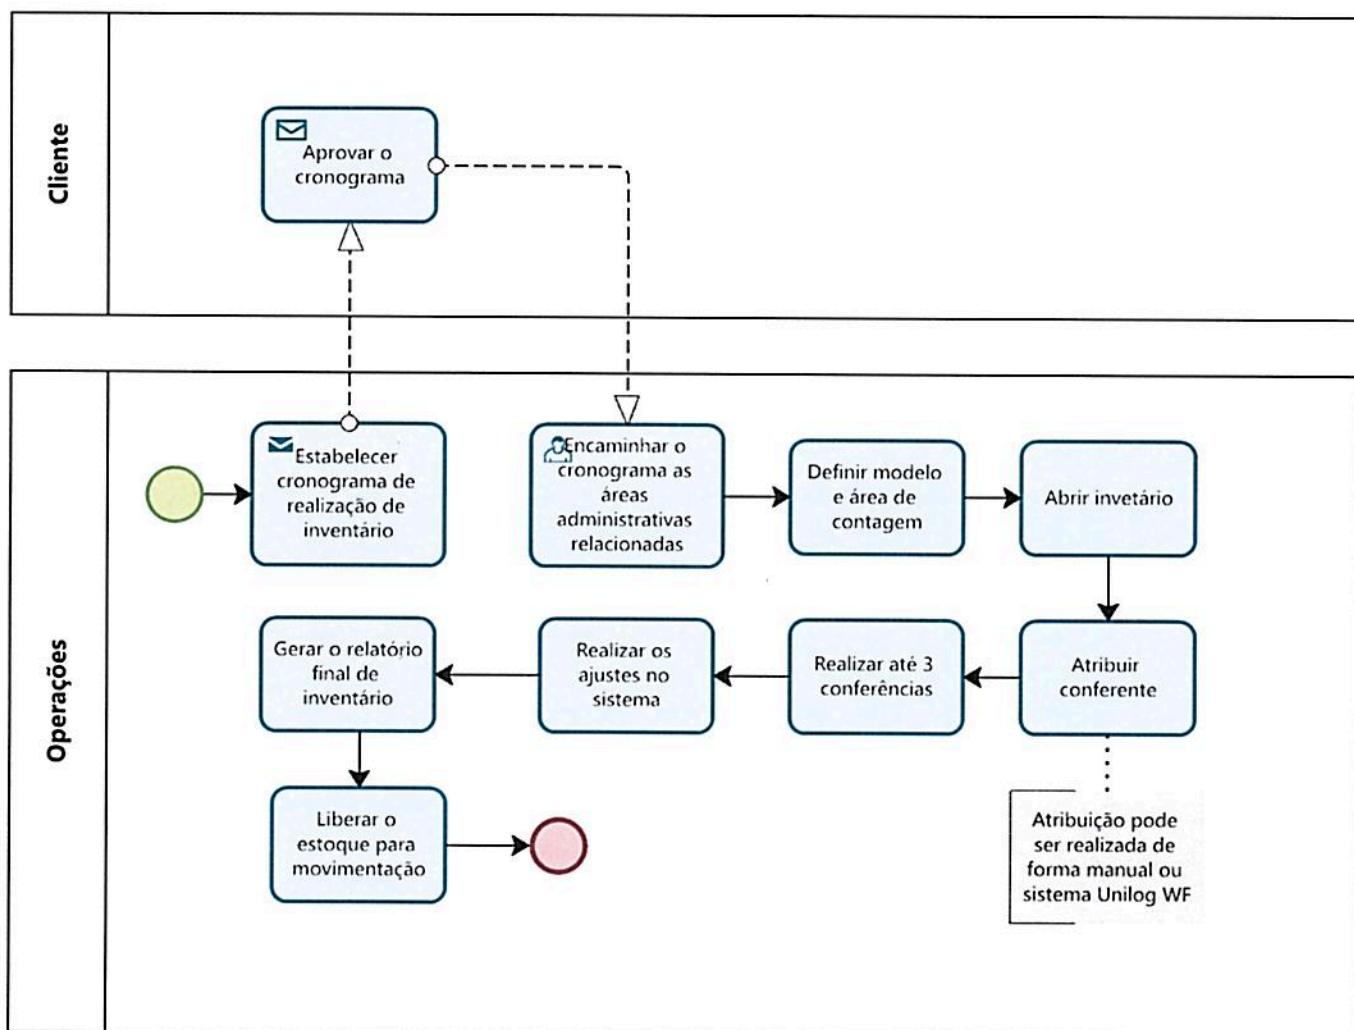 Cliente
Aprovar o
cronograma
Operações
Estabelecer
cronograma de
realização de
inventário
Encaminhar o
cronograma as
áreas
administrativas
relacionadas
Definir modelo
e área de
contagem
Abrir invetário
Atribuir
conferente
Realizar até 3
conferências
Realizar os
ajustes no
sistema
Gerar o relatório
final de
inventário
Liberar o
estoque para
movimentação
Atribuição pode
ser realizada de
forma manual ou
sistema Unilog WF